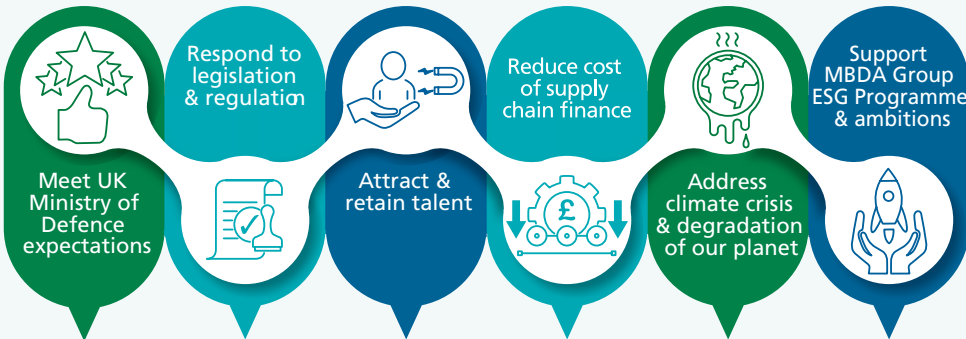 Meet UK
Ministry of
Defence
expectations
Respond to
legislation
& regulation
Attract &
retain talent
Reduce cost
of supply
chain finance
£
Address
climate crisis
& degradation
of our planet
Support
MBDA Group
ESG Programme
& ambitions